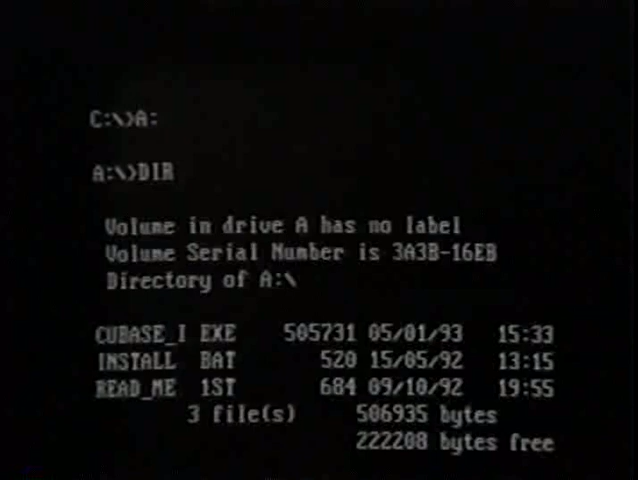 C:\>A:
A:\>DIR
Volume in drive A has no label
Volume Serial Number is 3A3B-16EB
Directory of A:\
CUBASE_I EXE 505731 05/01/93 15:33
INSTALL BAT 520 15/05/92 13:15
READ_ME 1ST 684 09/10/92 19:55
3 file(s) 506935 bytes
222208 bytes free